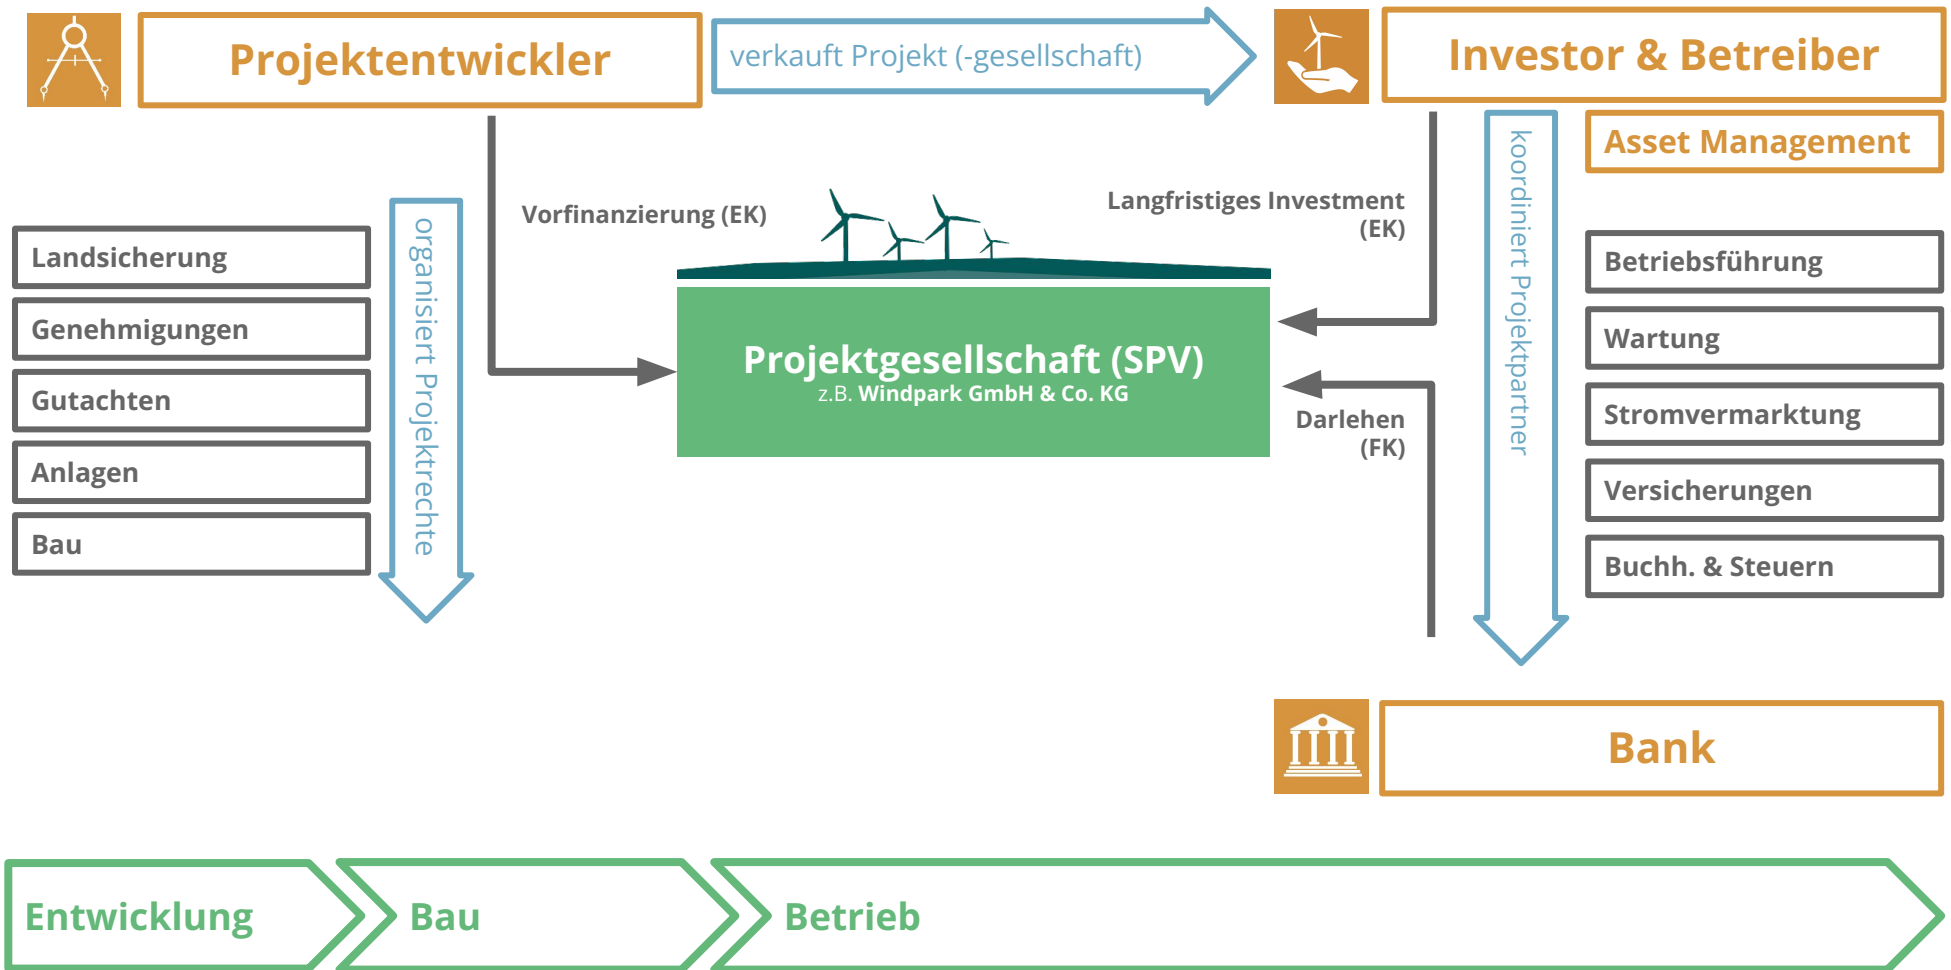 Projektentwickler
verkauft Projekt (-gesellschaft)
Investor & Betreiber
Asset Management
Vorfinanzierung (EK)
Langfristiges Investment
(EK)
organisiert Projektrechte
Landsicherung
Genehmigungen
Gutachten
Anlagen
Bau
Projektgesellschaft (SPV)
z.B. Windpark GmbH & Co. KG
Darlehen
(FK)
koordiniert Projektpartner
Betriebsführung
Wartung
Stromvermarktung
Versicherungen
Buchh. & Steuern
Bank
Entwicklung
Bau
Betrieb